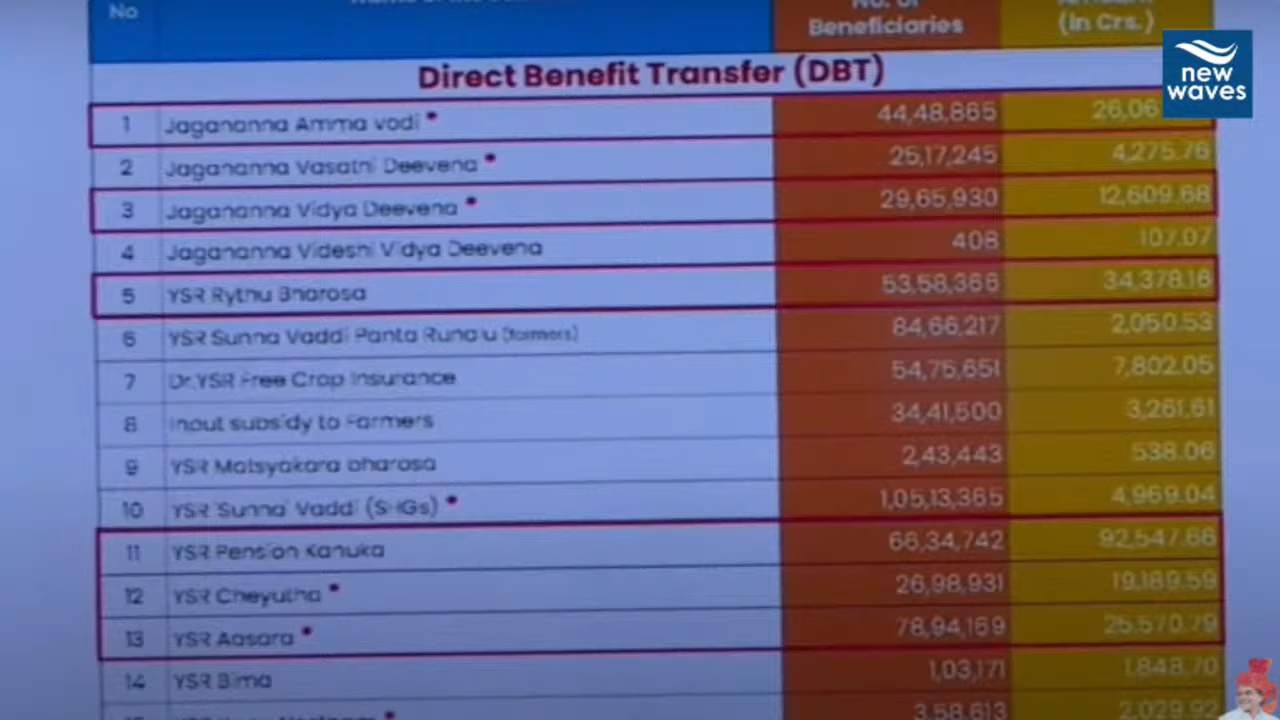 No
No. of
Beneficiaries
(in Crs.)
new
waves
Direct Benefit Transfer (DBT)
1 Jagananna Amma vodi * 44,48,865 26,06
2 Jagananna Vasathi Deevena * 25,17,245 4,275.76
3 Jagananna Vidya Deevena * 29,65,930 12,609.68
4 Jagananna Videshi Vidya Deevena 408 107.07
5 YSR Rythu Bharosa 53,58,366 34,378.16
6 YSR Sunna Vaddi Panta Runalu (farmers) 84,66,217 2,050.53
7 Dr.YSR Free Crop Insurance 54,75,651 7,802.05
8 Input subsidy to Farmers 34,41,500 3,261.61
9 YSR Matsyakara bharosa 2,43,443 538.06
10 YSR 'Sunna' Vaddi (SHGs) * 1,05,13,365 4,969.04
11 YSR Pension Kanuka 66,34,742 92,547.66
12 YSR Cheyutha * 26,98,931 19,189.59
13 YSR Aasara * 78,94,169 25,570.79
14 YSR Bima 1,03,171 1,848.70
3,58,613 2,029.92